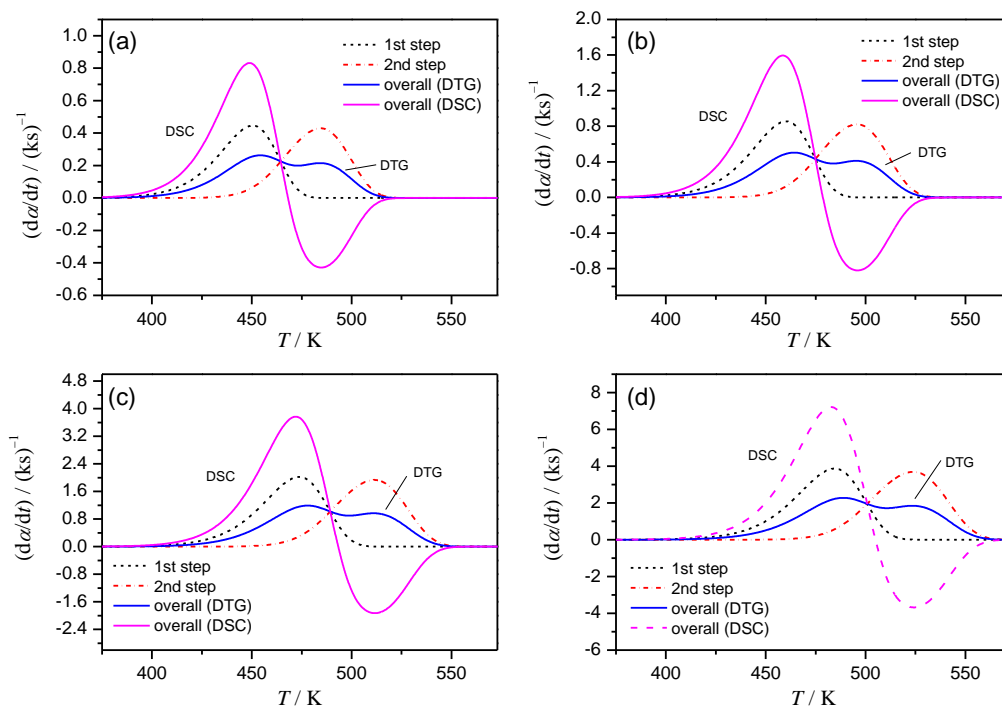 (a)
1st step
2nd step
overall (DTG)
overall (DSC)
DSC
DTG
(dα/dt) / (ks)⁻¹
1.0
0.8
0.6
0.4
0.2
0.0
-0.2
-0.4
-0.6
400 450 500 550
T / K
(b)
1st step
2nd step
overall (DTG)
overall (DSC)
DSC
DTG
(dα/dt) / (ks)⁻¹
2.0
1.6
1.2
0.8
0.4
0.0
-0.4
-0.8
400 450 500 550
T / K
(c)
DSC
DTG
1st step
2nd step
overall (DTG)
overall (DSC)
(dα/dt) / (ks)⁻¹
4.8
4.0
3.2
2.4
1.6
0.8
0.0
-0.8
-1.6
-2.4
400 450 500 550
T / K
(d)
DSC
DTG
1st step
2nd step
overall (DTG)
overall (DSC)
(dα/dt) / (ks)⁻¹
8
6
4
2
0
-2
-4
-6
400 450 500 550
T / K